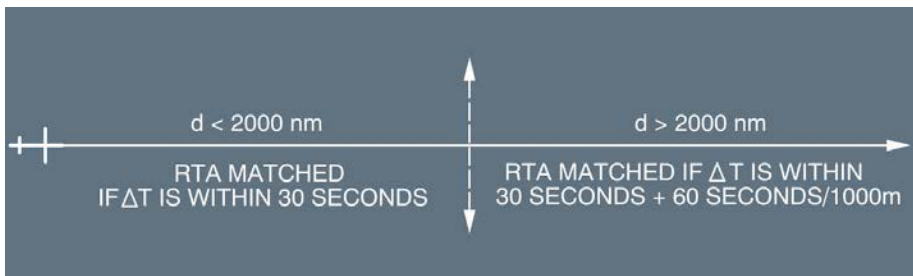 d < 2000 nm
d > 2000 nm
RTA MATCHED
IF ΔT IS WITHIN 30 SECONDS
RTA MATCHED IF Δ T IS WITHIN
30 SECONDS + 60 SECONDS/1000m